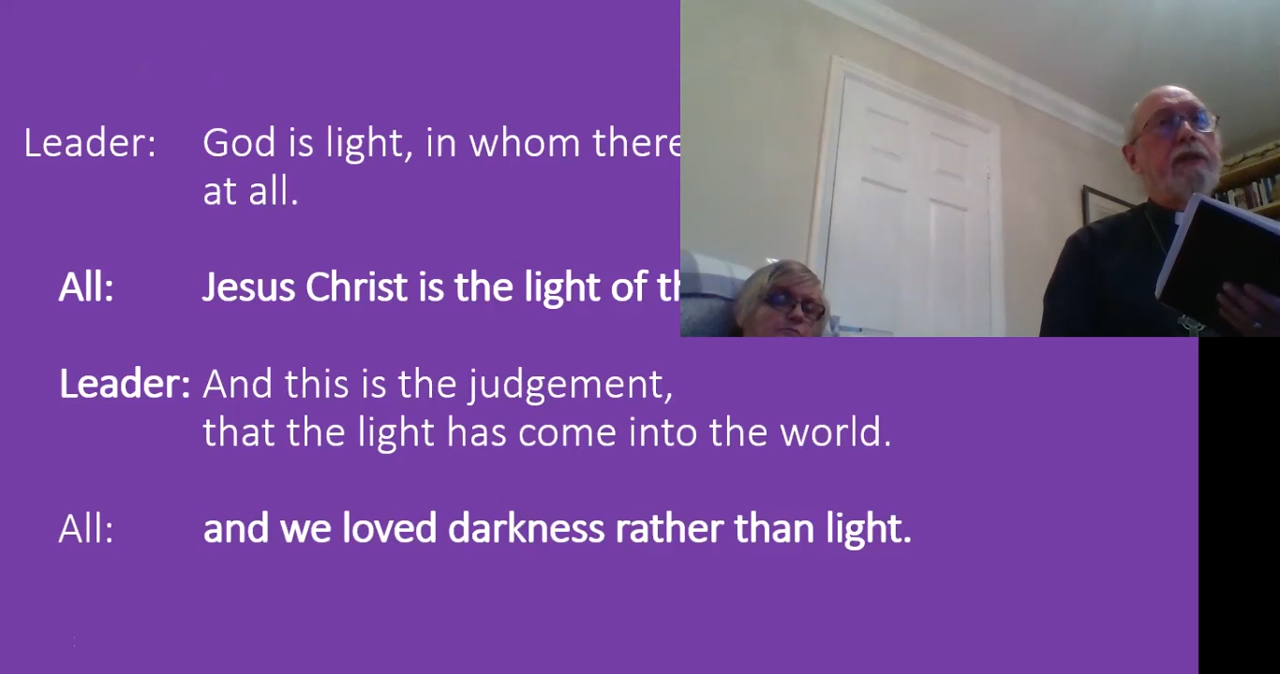 Leader: God is light, in whom there
at all.
All: Jesus Christ is the light of
Leader: And this is the judgement,
that the light has come into the world.
All: and we loved darkness rather than light.